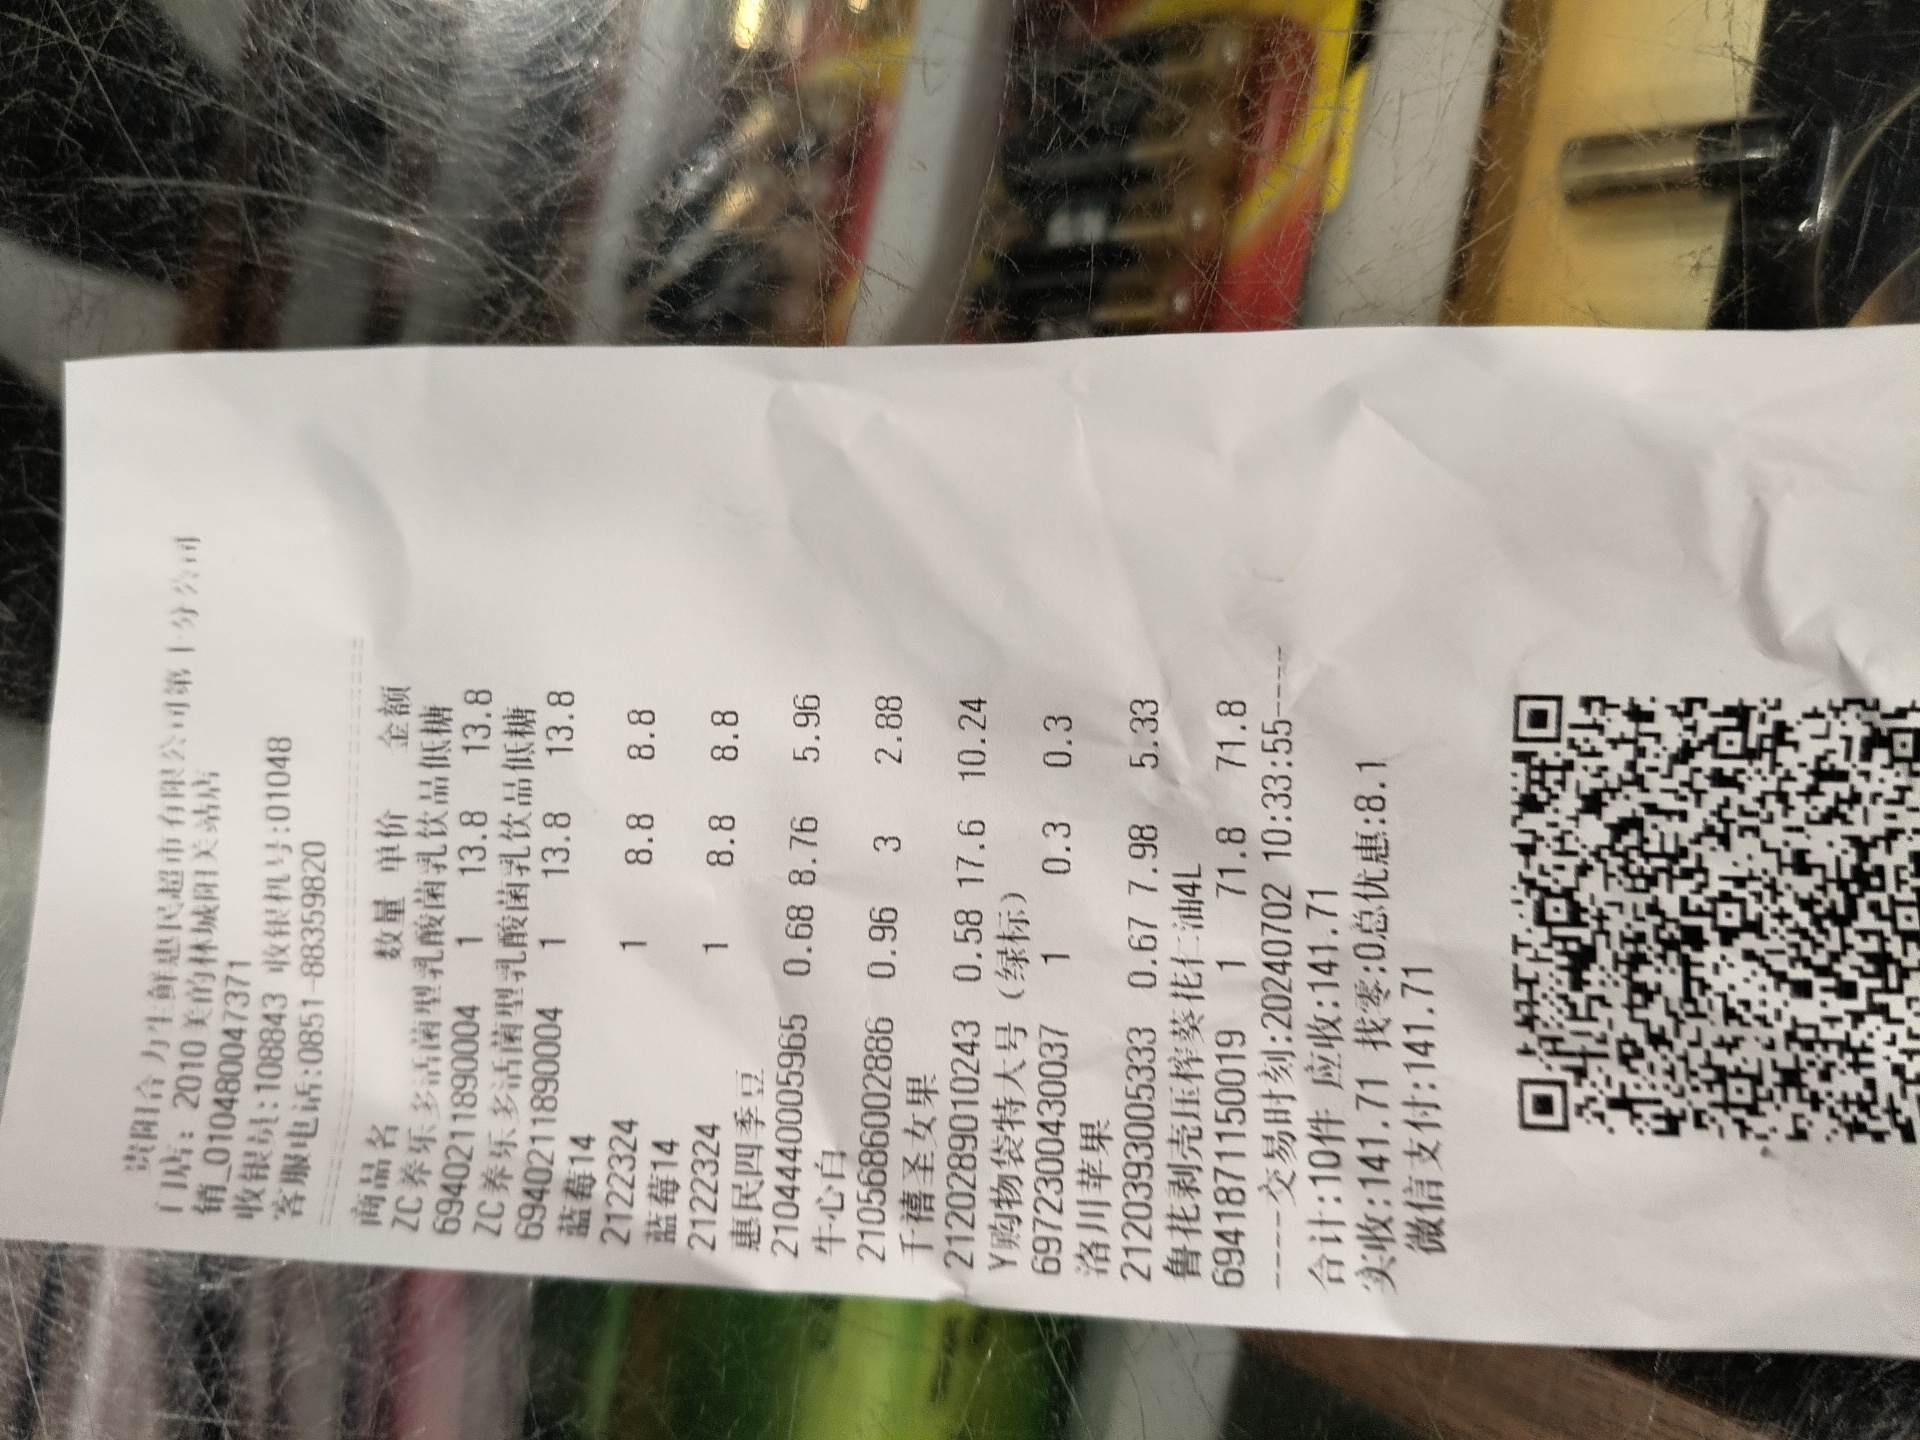 贵阳合力生鲜惠民超市有限公司第十分公司
门店: 2010 美的林城阳关站店
销_010480047371
收银员:108843 收银机号:01048
客服电话:0851-88359820
商品名 数量 单价 金额
ZC养乐多活菌型乳酸菌乳饮品低糖
6940211890004 1 13.8 13.8
ZC养乐多活菌型乳酸菌乳饮品低糖
6940211890004 1 13.8 13.8
蓝莓14
2122324 1 8.8 8.8
蓝莓14
2122324 1 8.8 8.8
惠民四季豆
2104440005965 0.68 8.76 5.96
牛心白
2105686002886 0.96 3 2.88
千禧圣女果
2120289010243 0.58 17.6 10.24
Y购物袋特大号（绿标）
6972300430037 1 0.3 0.3
洛川苹果
2120393005333 0.67 7.98 5.33
鲁花剥壳压榨葵花仁油4L
6941871150019 1 71.8 71.8
----交易时刻:20240702 10:33:55----
合计:10件 应收:141.71
实收:141.71 找零:0总优惠:8.1
微信支付:141.71